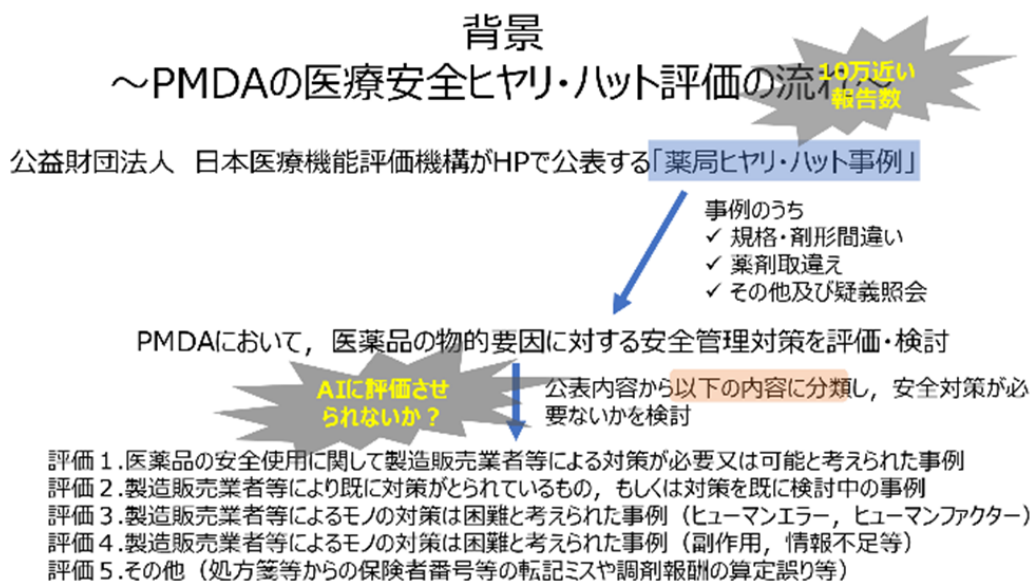 背景
～PMDAの医療安全ヒヤリ・ハット評価の流れ～
10万近い
報告数
公益財団法人 日本医療機能評価機構がHPで公表する「薬局ヒヤリ・ハット事例」
事例のうち
✓ 規格・剤形間違い
✓ 薬剤取違え
✓ その他及び疑義照会
PMDAにおいて，医薬品の物的要因に対する安全管理対策を評価・検討
AIに評価させ
られないか？
公表内容から以下の内容に分類し，安全対策が必
要ないかを検討
評価１.医薬品の安全使用に関して製造販売業者等による対策が必要又は可能と考えられた事例
評価２.製造販売業者等により既に対策がとられているもの，もしくは対策を既に検討中の事例
評価３.製造販売業者等によるモノの対策は困難と考えられた事例（ヒューマンエラー，ヒューマンファクター）
評価４.製造販売業者等によるモノの対策は困難と考えられた事例（副作用，情報不足等）
評価５.その他（処方箋等からの保険者番号等の転記ミスや調剤報酬の算定誤り等）